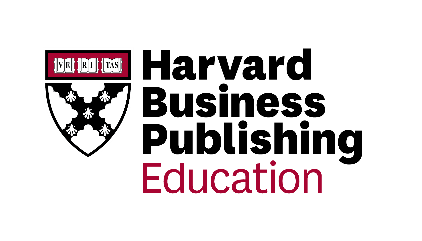 VE RI TAS
Harvard
Business
Publishing
Education